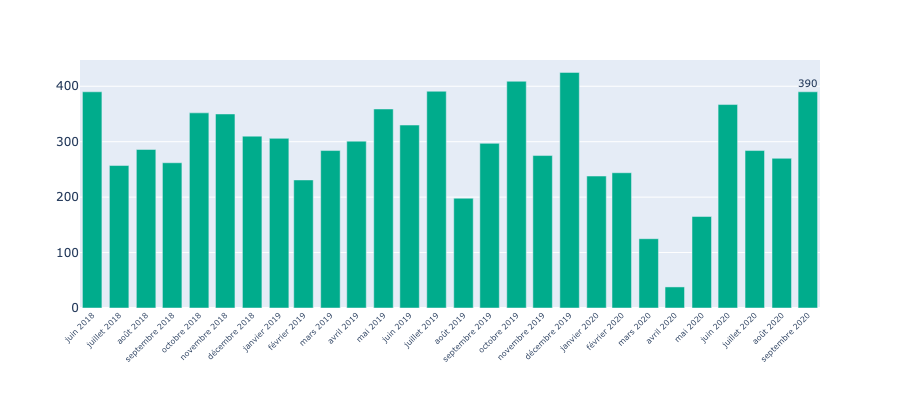 400
300
200
100
0
390
juin 2018
juillet 2018
août 2018
septembre 2018
octobre 2018
novembre 2018
décembre 2018
janvier 2019
février 2019
mars 2019
avril 2019
mai 2019
juin 2019
juillet 2019
août 2019
septembre 2019
octobre 2019
novembre 2019
décembre 2019
janvier 2020
février 2020
mars 2020
avril 2020
mai 2020
juin 2020
juillet 2020
août 2020
septembre 2020